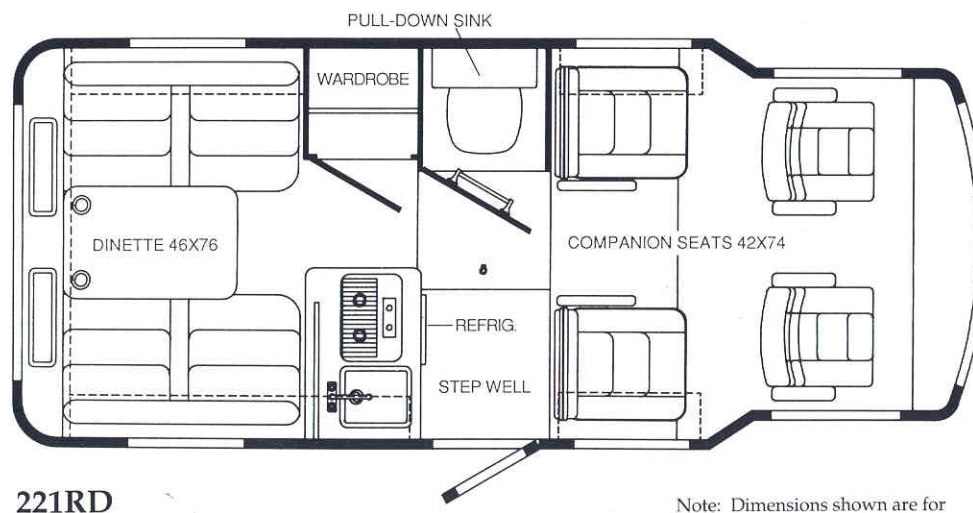 PULL-DOWN SINK
WARDROBE
DINETTE 46X76
COMPANION SEATS 42X74
REFRIG.
STEP WELL
221RD
Note: Dimensions shown are for